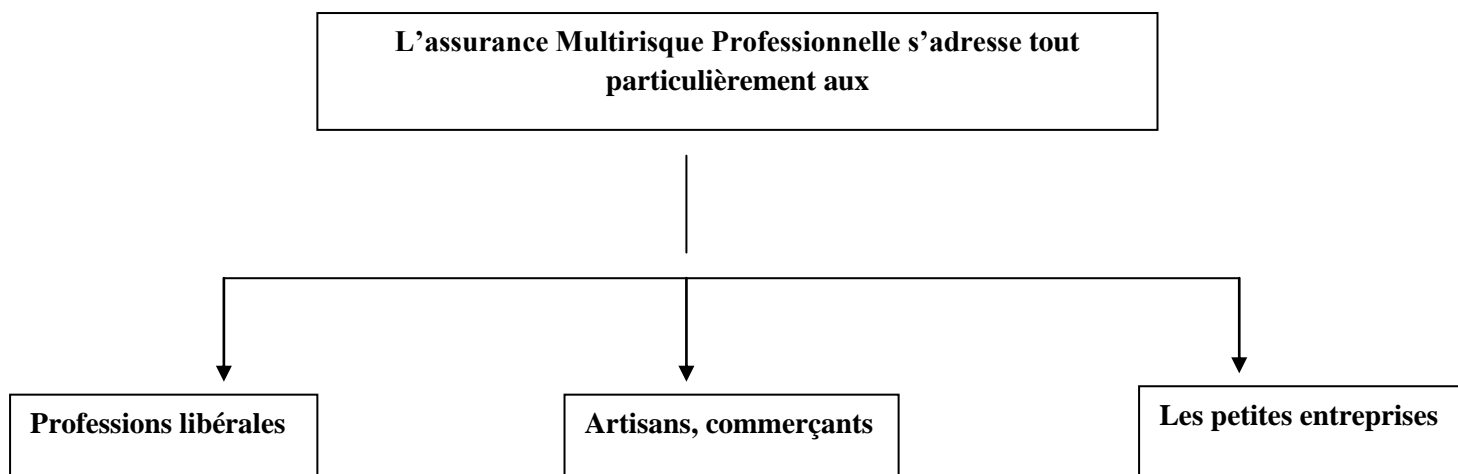 L’assurance Multirisque Professionnelle s’adresse tout
particulièrement aux
Professions libérales
Artisans, commerçants
Les petites entreprises